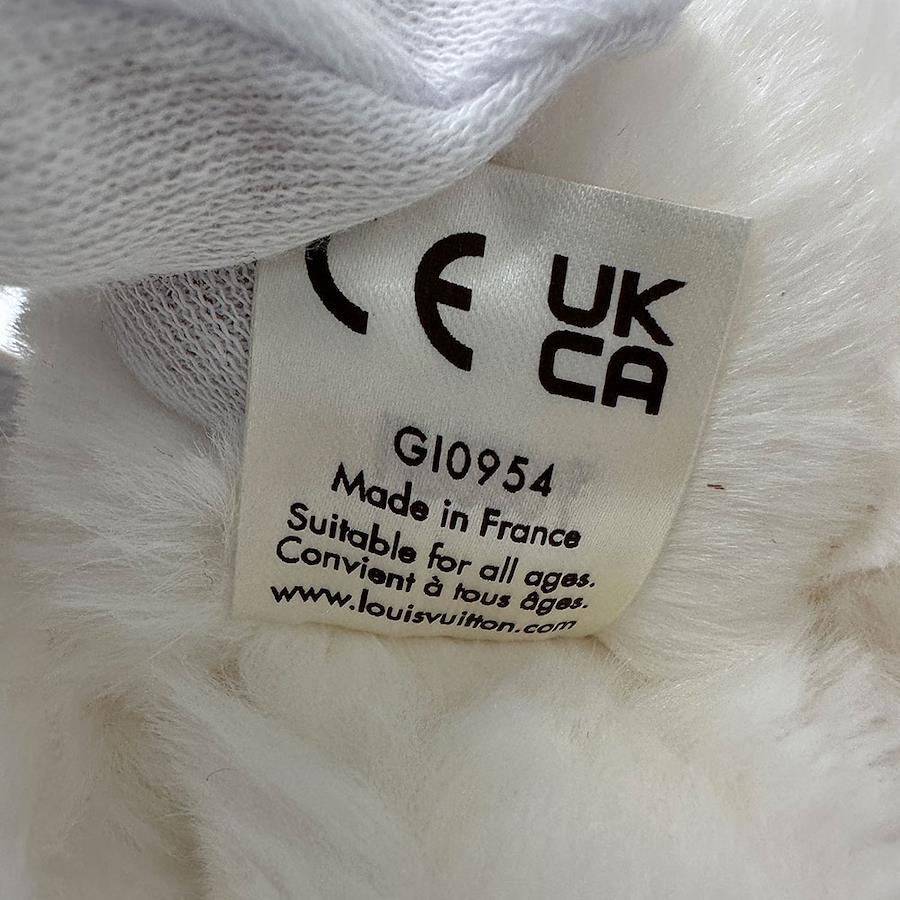 CE UK
CA
GI0954
Made in France
Suitable for all ages.
Convient à tous âges.
www.louisvuitton.com